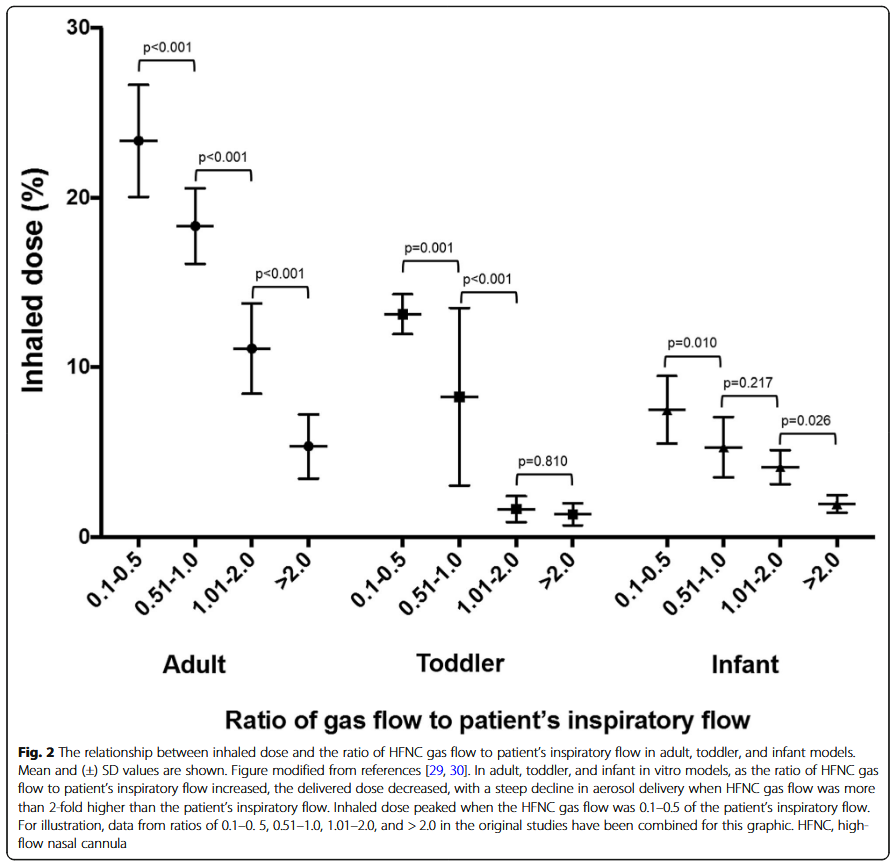 30
20
10
0
Inhaled dose (%)
p<0.001
p<0.001
p<0.001
p=0.001
p<0.001
p=0.810
p=0.010
p=0.217
p=0.026
0.1-0.5
0.51-1.0
1.01-2.0
>2.0
0.1-0.5
0.51-1.0
1.01-2.0
>2.0
0.1-0.5
0.51-1.0
1.01-2.0
>2.0
Adult
Toddler
Infant
Ratio of gas flow to patient's inspiratory flow
Fig. 2 The relationship between inhaled dose and the ratio of HFNC gas flow to patient's inspiratory flow in adult, toddler, and infant models.
Mean and (±) SD values are shown. Figure modified from references [29, 30]. In adult, toddler, and infant in vitro models, as the ratio of HFNC gas
flow to patient's inspiratory flow increased, the delivered dose decreased, with a steep decline in aerosol delivery when HFNC gas flow was more
than 2-fold higher than the patient's inspiratory flow. Inhaled dose peaked when the HFNC gas flow was 0.1–0.5 of the patient's inspiratory flow.
For illustration, data from ratios of 0.1–0. 5, 0.51–1.0, 1.01–2.0, and > 2.0 in the original studies have been combined for this graphic. HFNC, high-
flow nasal cannula